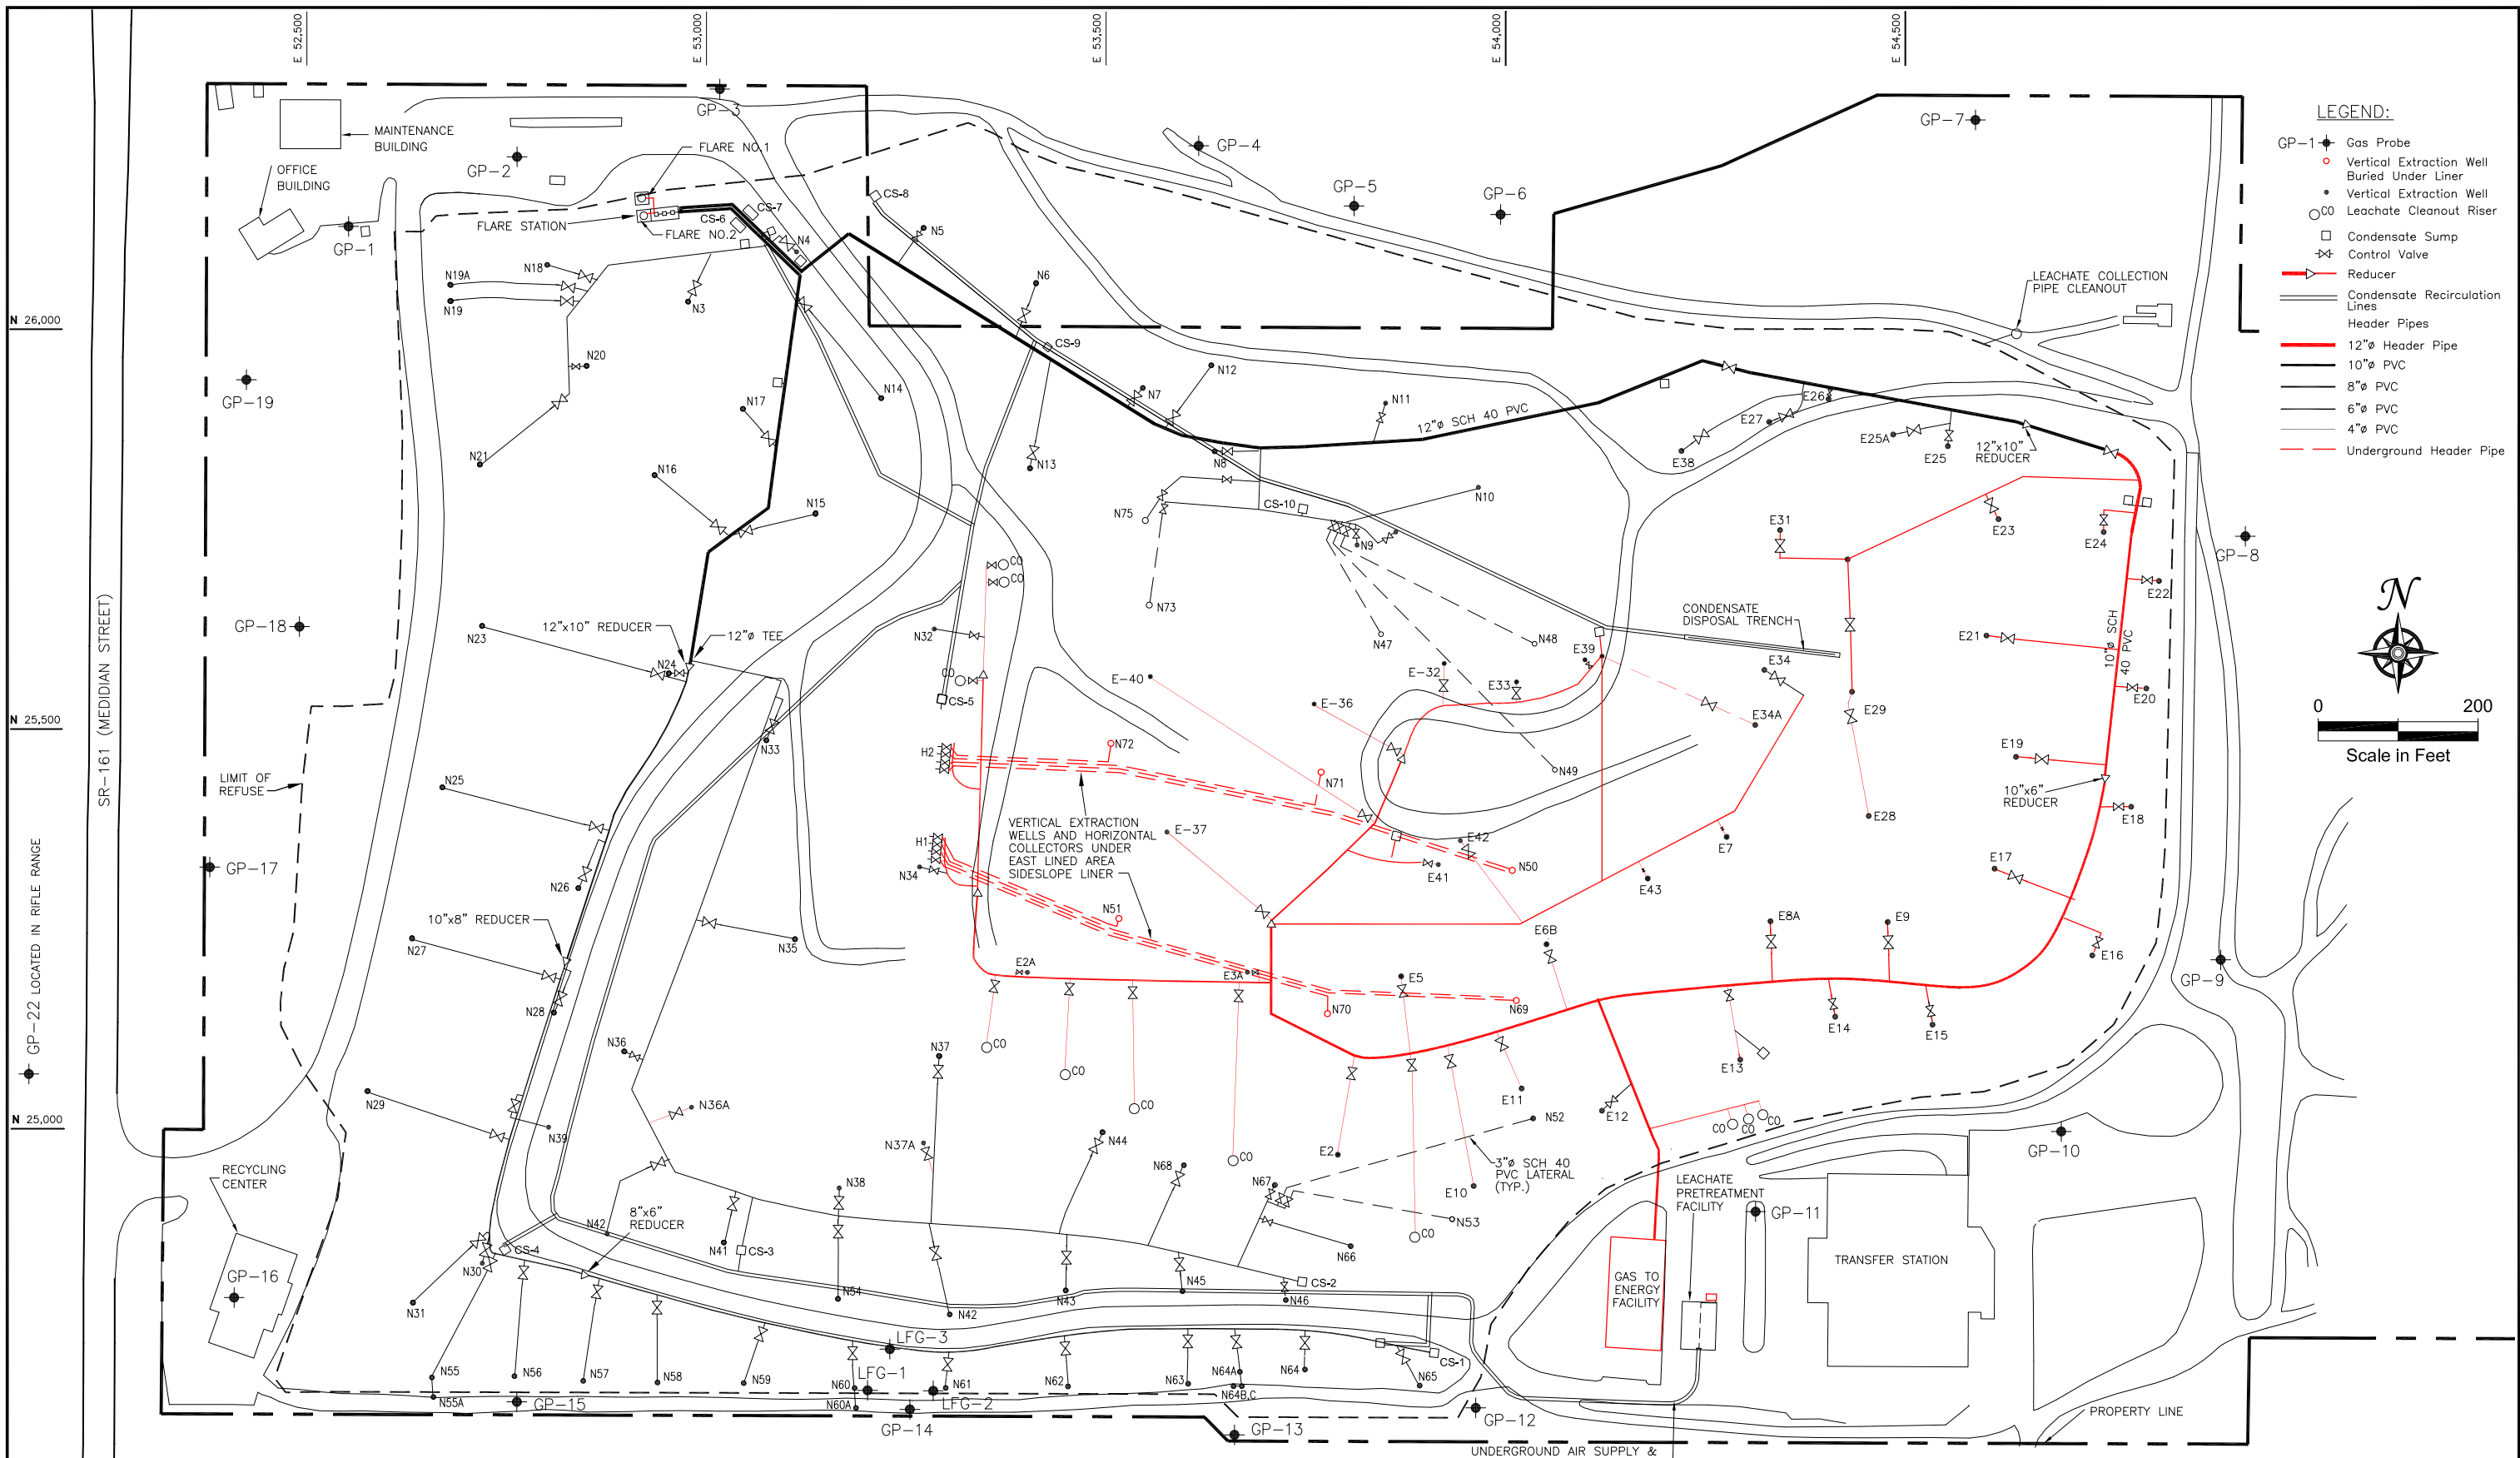 E 52,500
E 53,000
E 53,500
E 54,000
E 54,500
N 26,000
N 25,500
N 25,000
SR-161 (MEDIDIAN STREET)
GP-22 LOCATED IN RIFLE RANGE
LEGEND:
GP-1 Gas Probe
Vertical Extraction Well
Buried Under Liner
Vertical Extraction Well
CO Leachate Cleanout Riser
Condensate Sump
Control Valve
Reducer
Condensate Recirculation
Lines
Header Pipes
12"ø Header Pipe
10"ø PVC
8"ø PVC
6"ø PVC
4"ø PVC
Underground Header Pipe
N
0 200
Scale in Feet
MAINTENANCE
BUILDING
OFFICE
BUILDING
GP-1
GP-2
GP-3
GP-4
GP-5
GP-6
GP-7
GP-8
GP-9
GP-10
GP-11
GP-12
GP-13
GP-14
GP-15
GP-16
GP-17
GP-18
GP-19
FLARE NO.1
FLARE STATION
FLARE NO.2
CS-6
CS-7
CS-8
CS-9
CS-10
CS-5
CS-4
CS-3
CS-2
CS-1
N3
N4
N5
N6
N7
N8
N9
N10
N11
N12
N13
N14
N15
N16
N17
N18
N19A
N19
N20
N21
N23
N24
N25
N26
N27
N28
N29
N30
N31
N32
N33
N34
N35
N36
N36A
N37
N37A
N38
N39
N41
N42
N42
N43
N44
N45
N46
N47
N48
N49
N50
N51
N52
N53
N54
N55
N55A
N56
N57
N58
N59
N60
N60A
N61
N62
N63
N64A
N64B,C
N64
N65
N66
N67
N68
N69
N70
N71
N72
N73
N75
H1
H2
LFG-1
LFG-2
LFG-3
E2
E2A
E3A
E5
E6B
E7
E8A
E9
E10
E11
E12
E13
E14
E15
E16
E17
E18
E19
E20
E21
E22
E23
E24
E25
E25A
E26
E27
E28
E29
E31
E-32
E33
E34
E34A
E-36
E-37
E38
E39
E-40
E41
E42
E43
CO
CO
CO
CO
CO
CO
CO
CO
CO
CO
CO
LEACHATE COLLECTION
PIPE CLEANOUT
12"ø SCH 40 PVC
12"x10"
REDUCER
10"ø SCH
40 PVC
10"x6"
REDUCER
CONDENSATE
DISPOSAL TRENCH
12"x10" REDUCER
12"ø TEE
LIMIT OF
REFUSE
10"x8" REDUCER
VERTICAL EXTRACTION
WELLS AND HORIZONTAL
COLLECTORS UNDER
EAST LINED AREA
SIDESLOPE LINER
8"x6"
REDUCER
RECYCLING
CENTER
3"ø SCH 40
PVC LATERAL
(TYP.)
LEACHATE
PRETREATMENT
FACILITY
GAS TO
ENERGY
FACILITY
TRANSFER STATION
PROPERTY LINE
UNDERGROUND AIR SUPPLY &